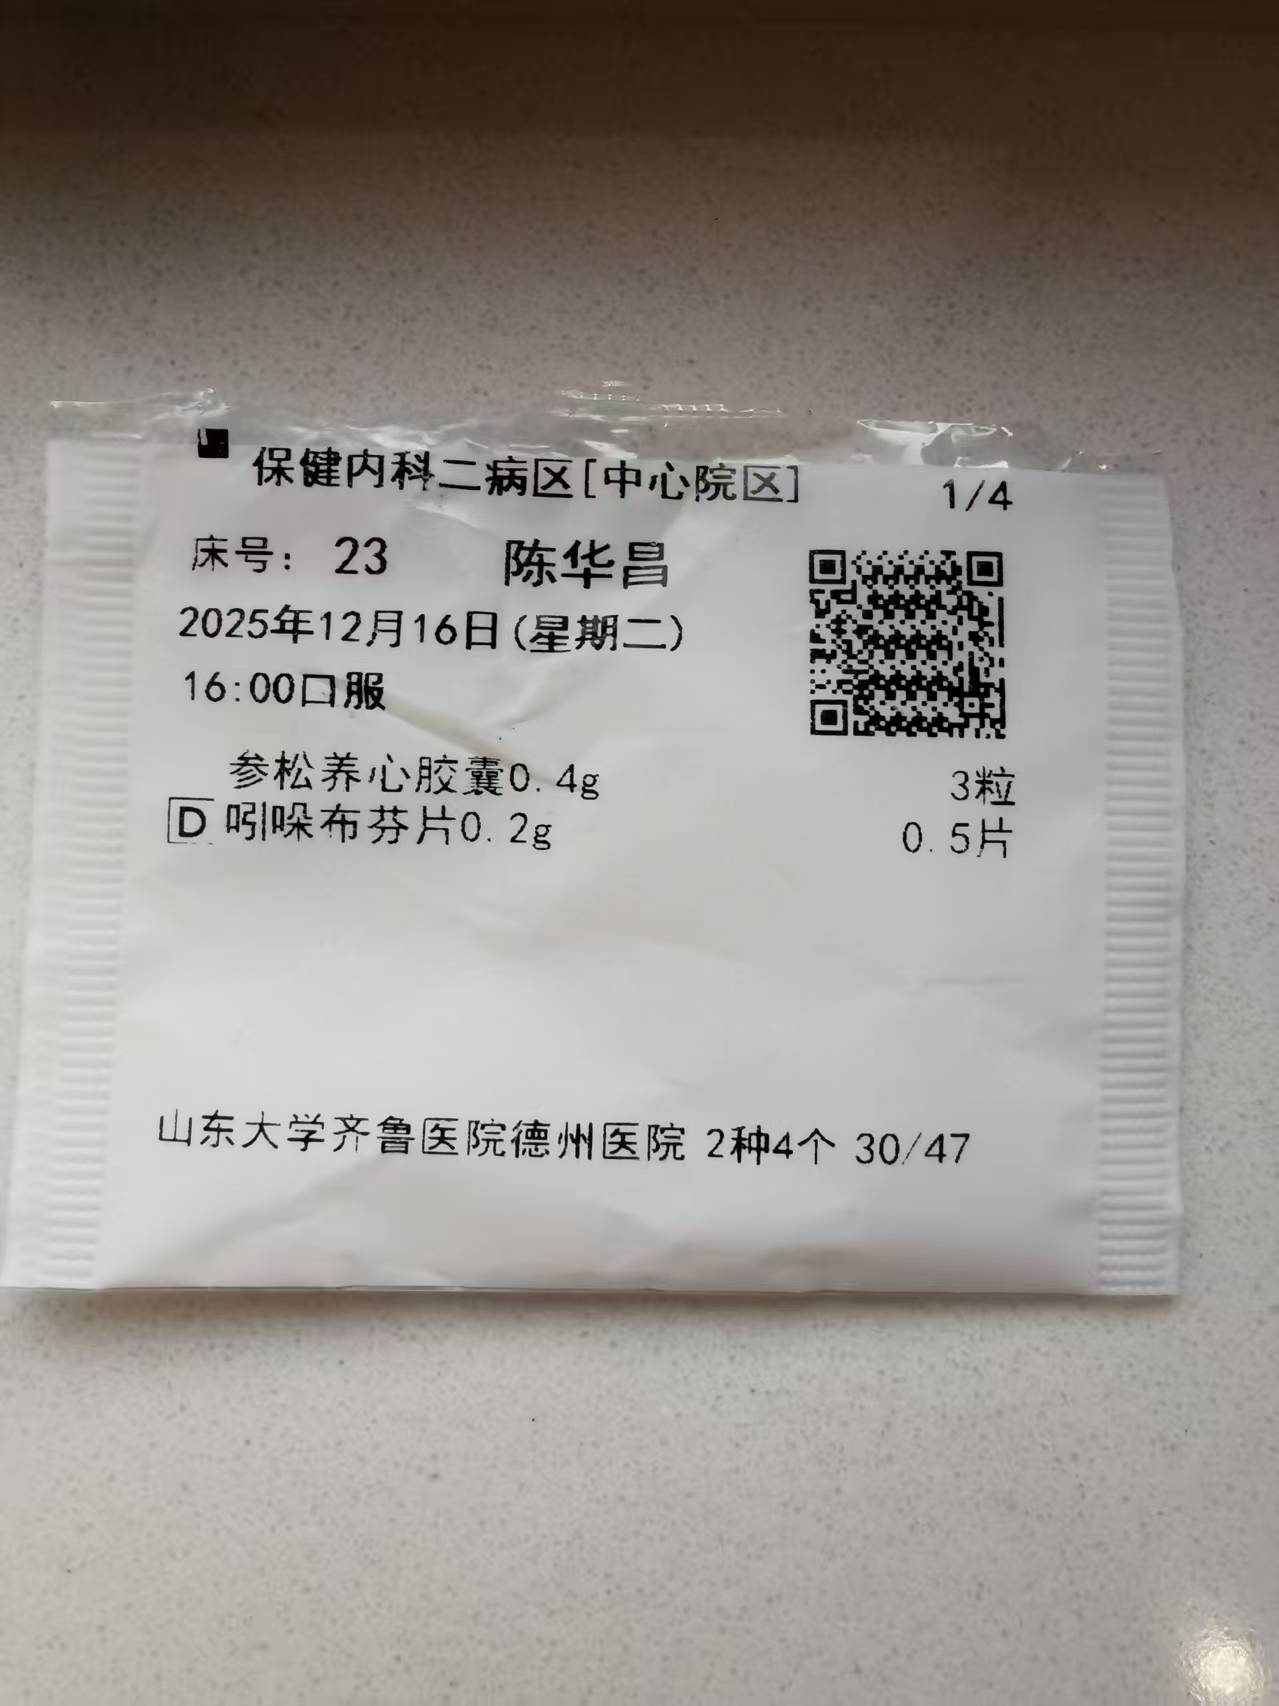 保健内科二病区[中心院区] 1/4
床号：23 陈华昌
2025年12月16日(星期二)
16:00口服
参松养心胶囊0.4g 3粒
D 吲哚布芬片0.2g 0.5片
山东大学齐鲁医院德州医院 2种4个 30/47